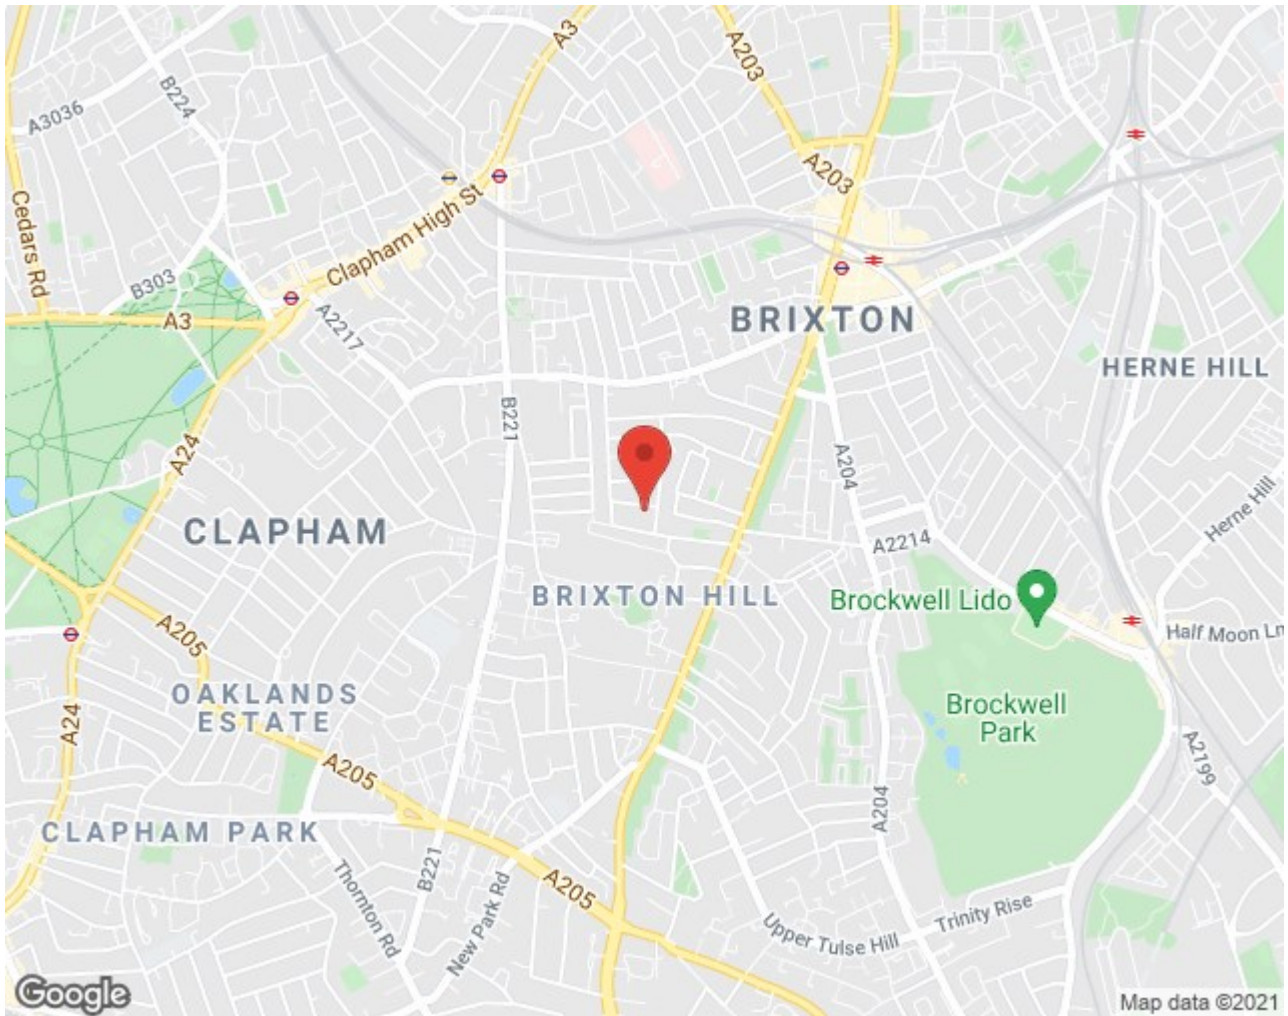 A3
A203
B224
A3036
A203
Cedars Rd
Clapham High St
B303
A3
A2217
BRIXTON
HERNE HILL
B221
A24
A204
CLAPHAM
Herne Hill
A2214
BRIXTON HILL
Brockwell Lido
A205
Half Moon Ln
OAKLANDS
ESTATE
Brockwell
Park
A24
A205
A2199
A204
CLAPHAM PARK
B221
Thornton Rd
New Park Rd
A205
Upper Tulse Hill
Trinity Rise
Google
Map data ©2021